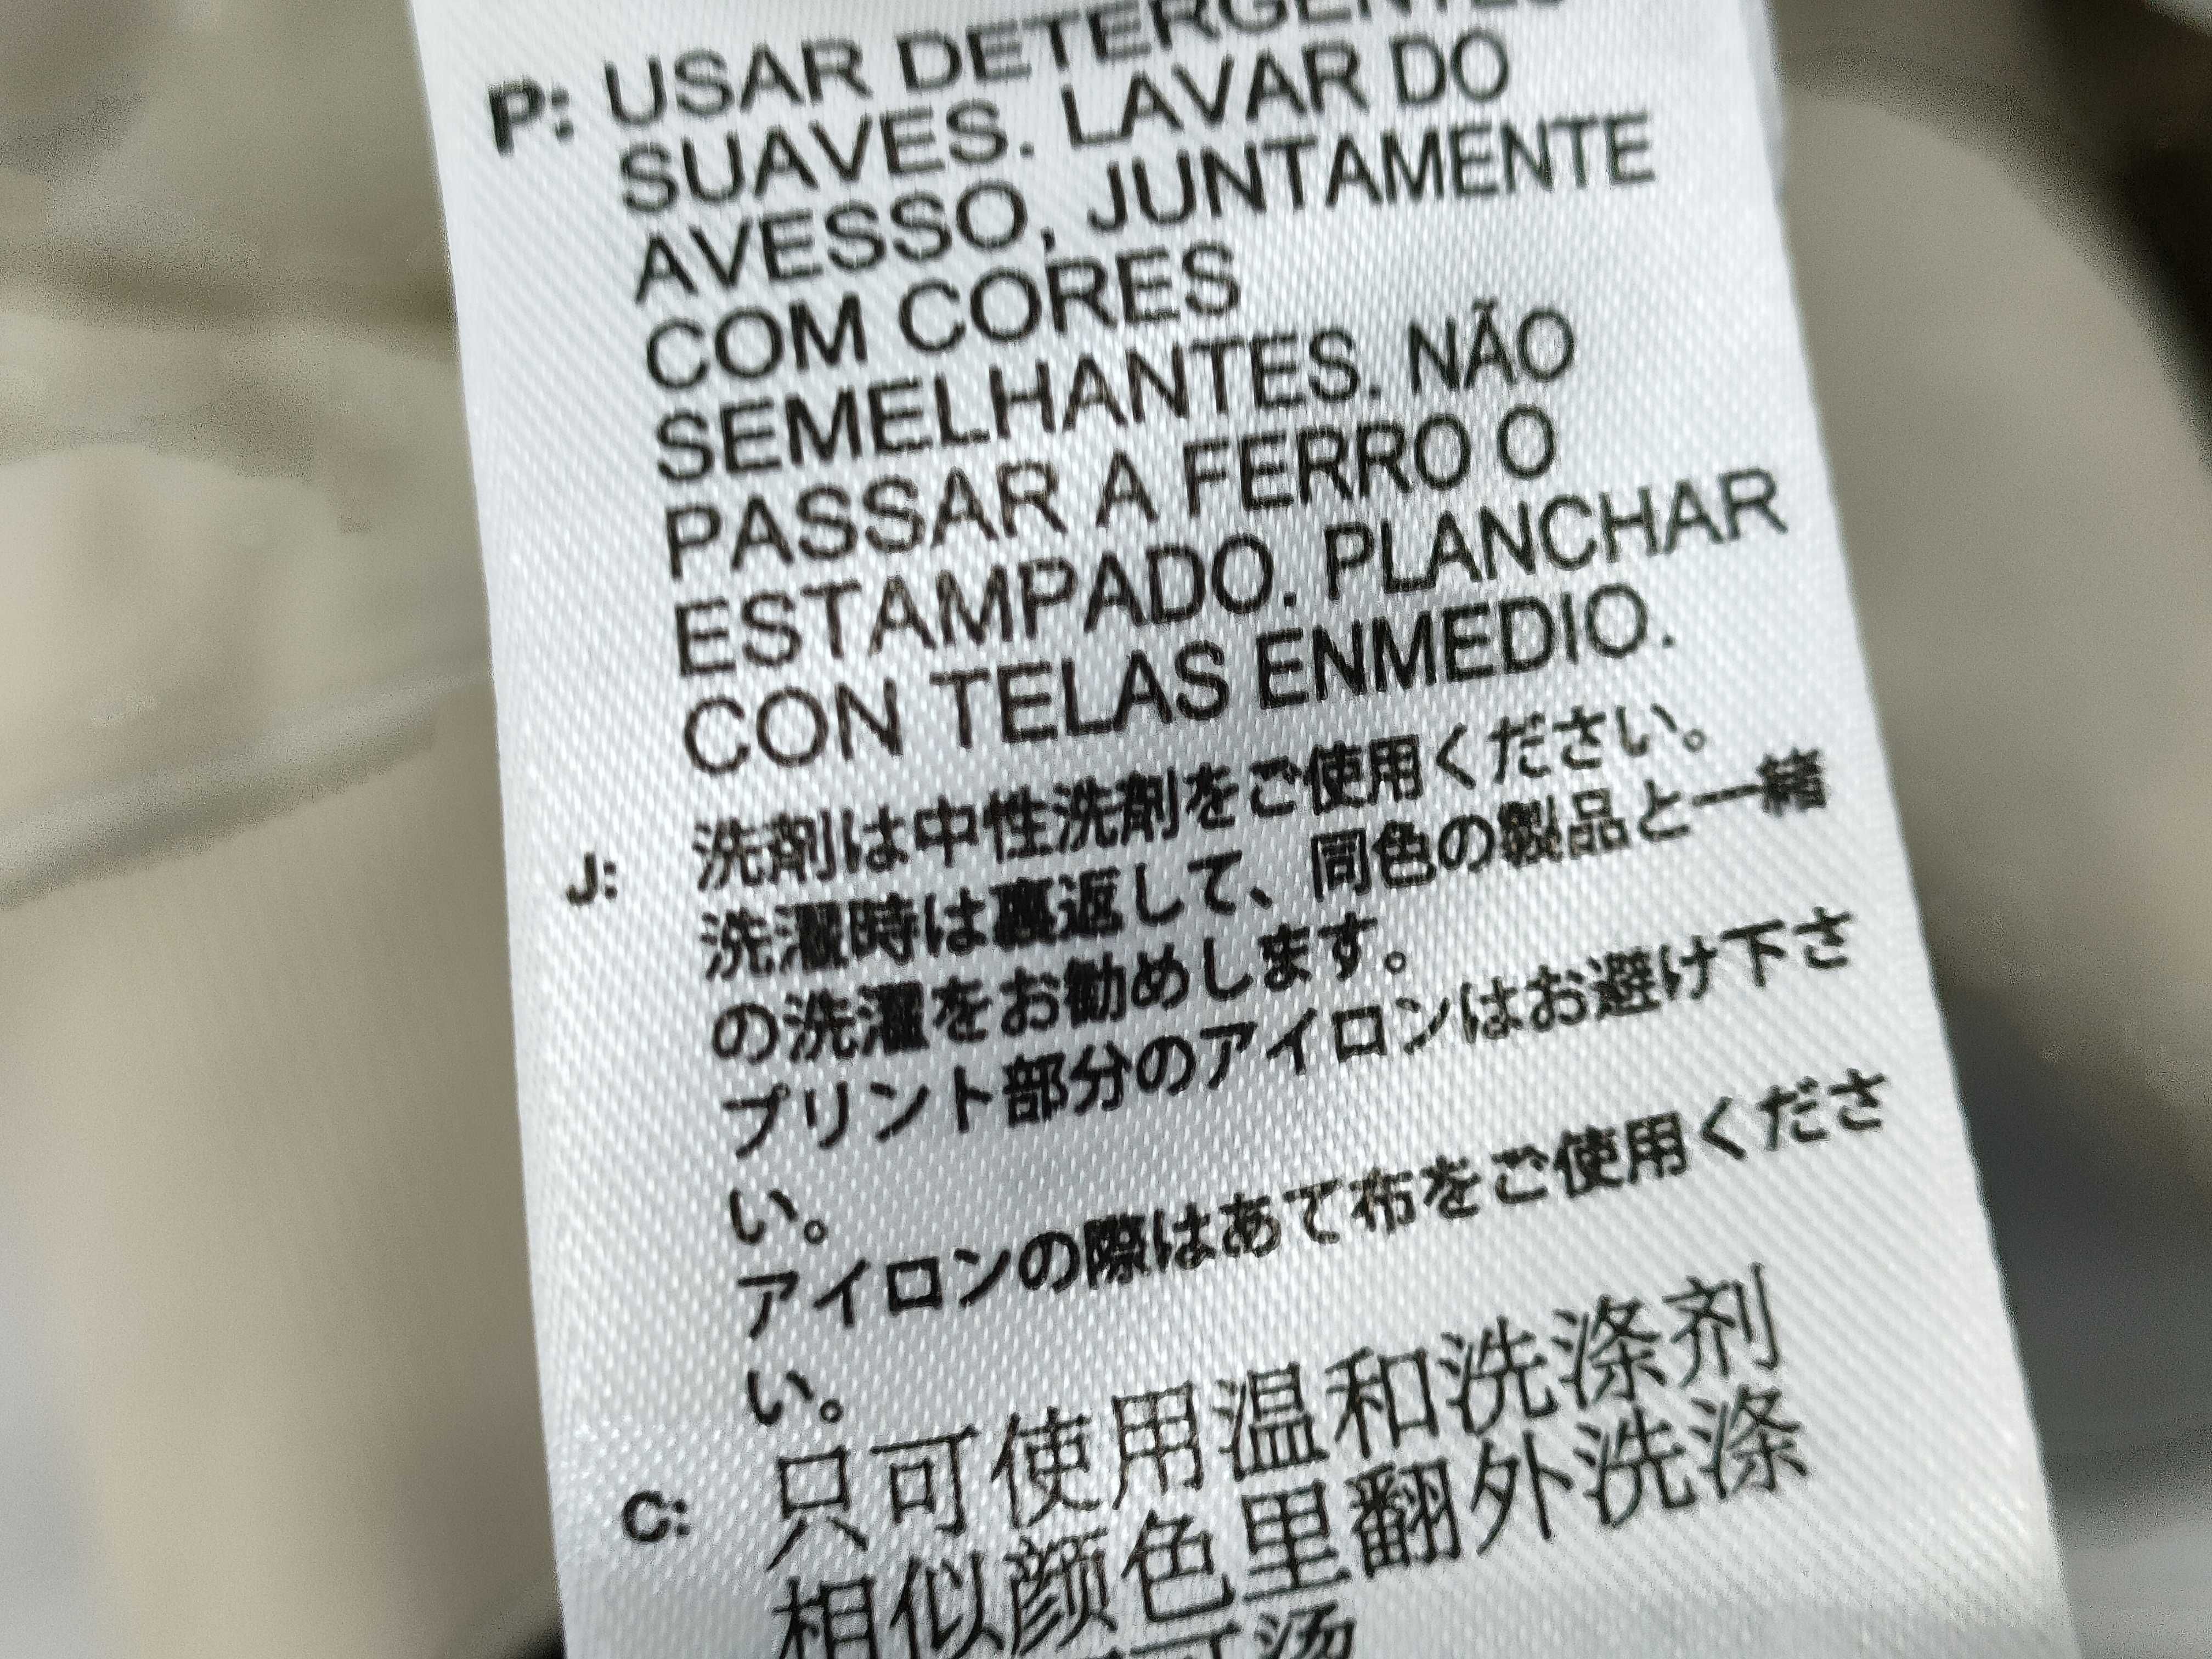 P: USAR DETERGENTES
SUAVES. LAVAR DO
AVESSO, JUNTAMENTE
COM CORES
SEMELHANTES. NÃO
PASSAR A FERRO O
ESTAMPADO. PLANCHAR
CON TELAS ENMEDIO.
J: 洗剤は中性洗剤をご使用ください。
洗濯時は裏返して、同色の製品と一緒
の洗濯をお勧めします。
プリント部分のアイロンはお避け下さ
い。
アイロンの際はあて布をご使用くださ
い。
C: 只可使用温和洗涤剂
相似颜色里翻外洗涤
可烫